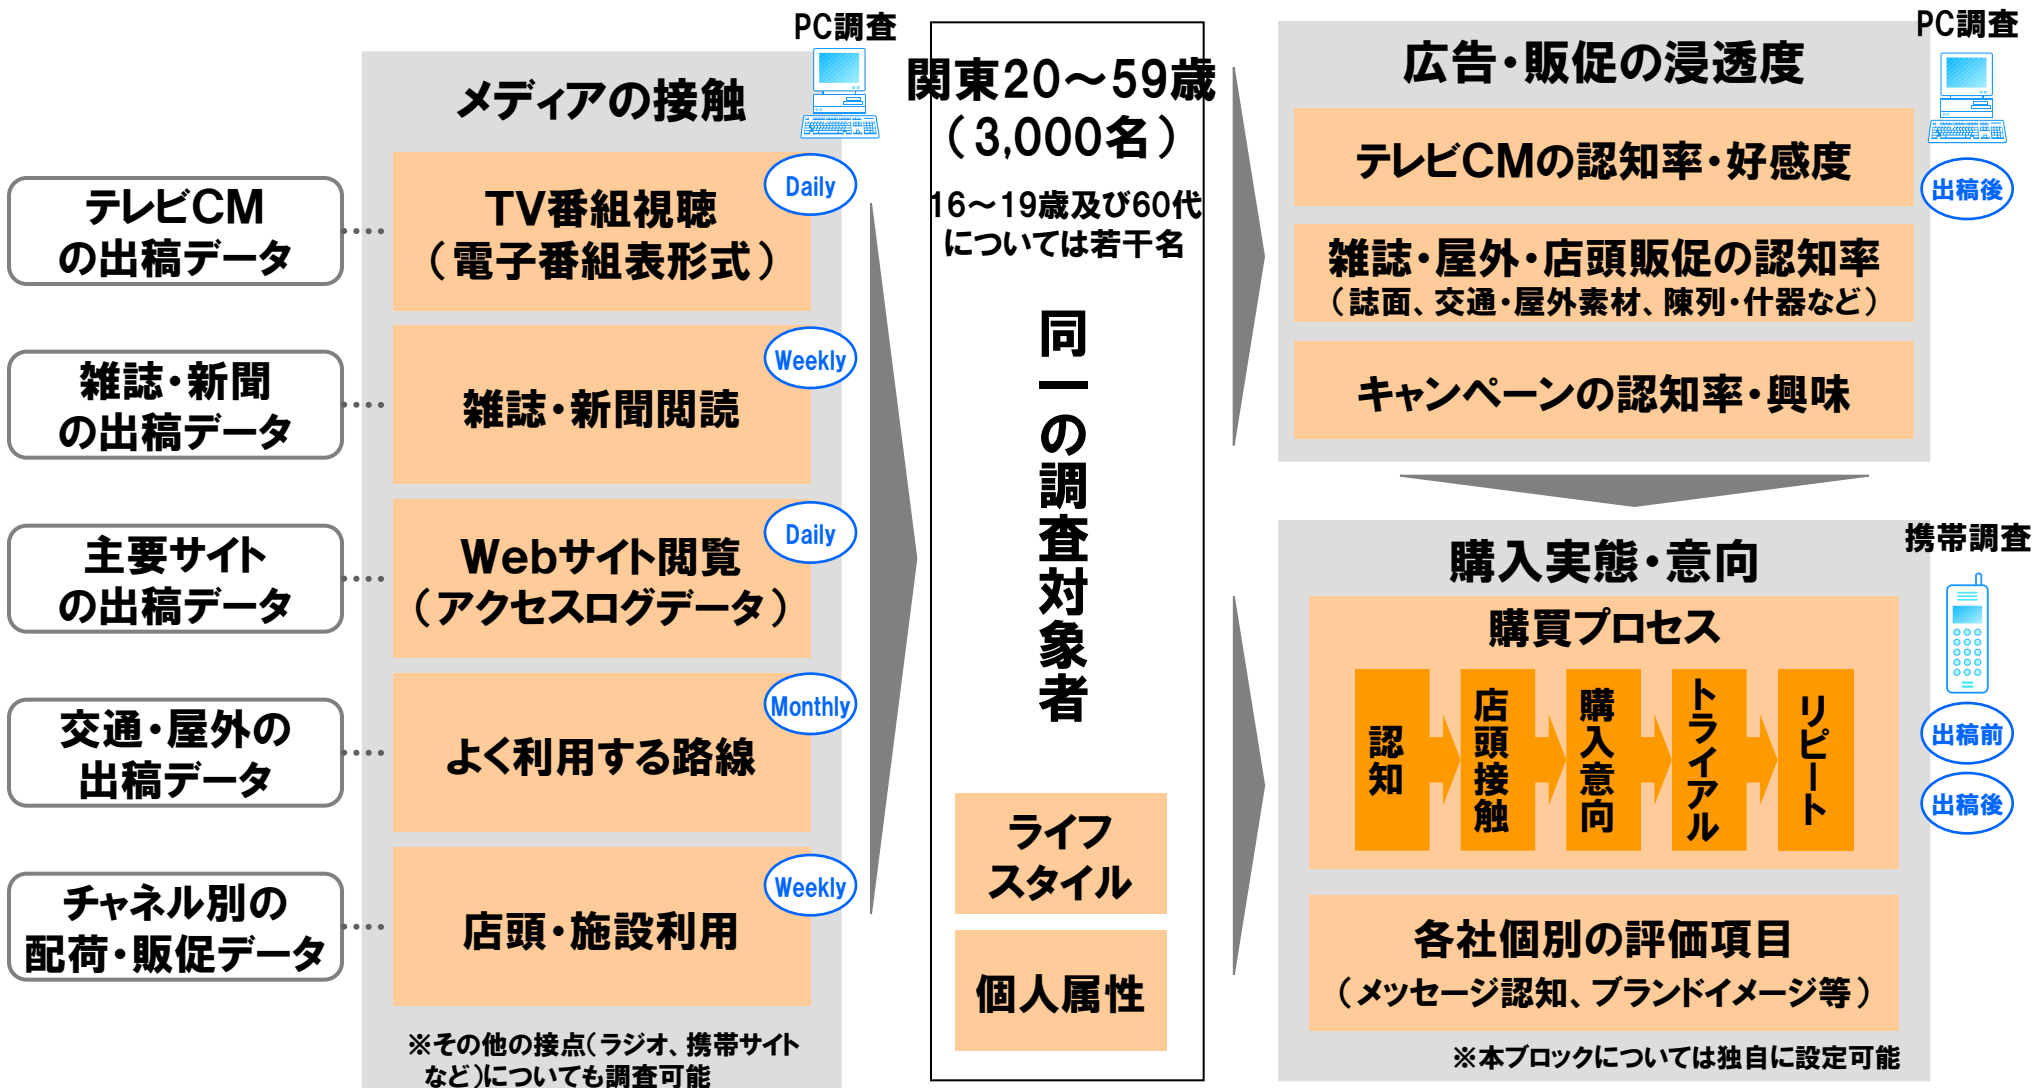 テレビCM
の出稿データ
雑誌・新聞
の出稿データ
主要サイト
の出稿データ
交通・屋外の
出稿データ
チャネル別の
配荷・販促データ
PC調査
メディアの接触
TV番組視聴
（電子番組表形式）
Daily
雑誌・新聞閲読
Weekly
Webサイト閲覧
（アクセスログデータ）
Daily
よく利用する路線
Monthly
店頭・施設利用
Weekly
※その他の接点（ラジオ、携帯サイト
など）についても調査可能
関東20～59歳
（3,000名）
16～19歳及び60代
については若干名
同一の調査対象者
ライフ
スタイル
個人属性
PC調査
広告・販促の浸透度
出稿後
テレビCMの認知率・好感度
雑誌・屋外・店頭販促の認知率
（誌面、交通・屋外素材、陳列・什器など）
キャンペーンの認知率・興味
携帯調査
購入実態・意向
購買プロセス
認知
店頭接触
購入意向
トライアル
リピート
出稿前
出稿後
各社個別の評価項目
（メッセージ認知、ブランドイメージ等）
※本ブロックについては独自に設定可能